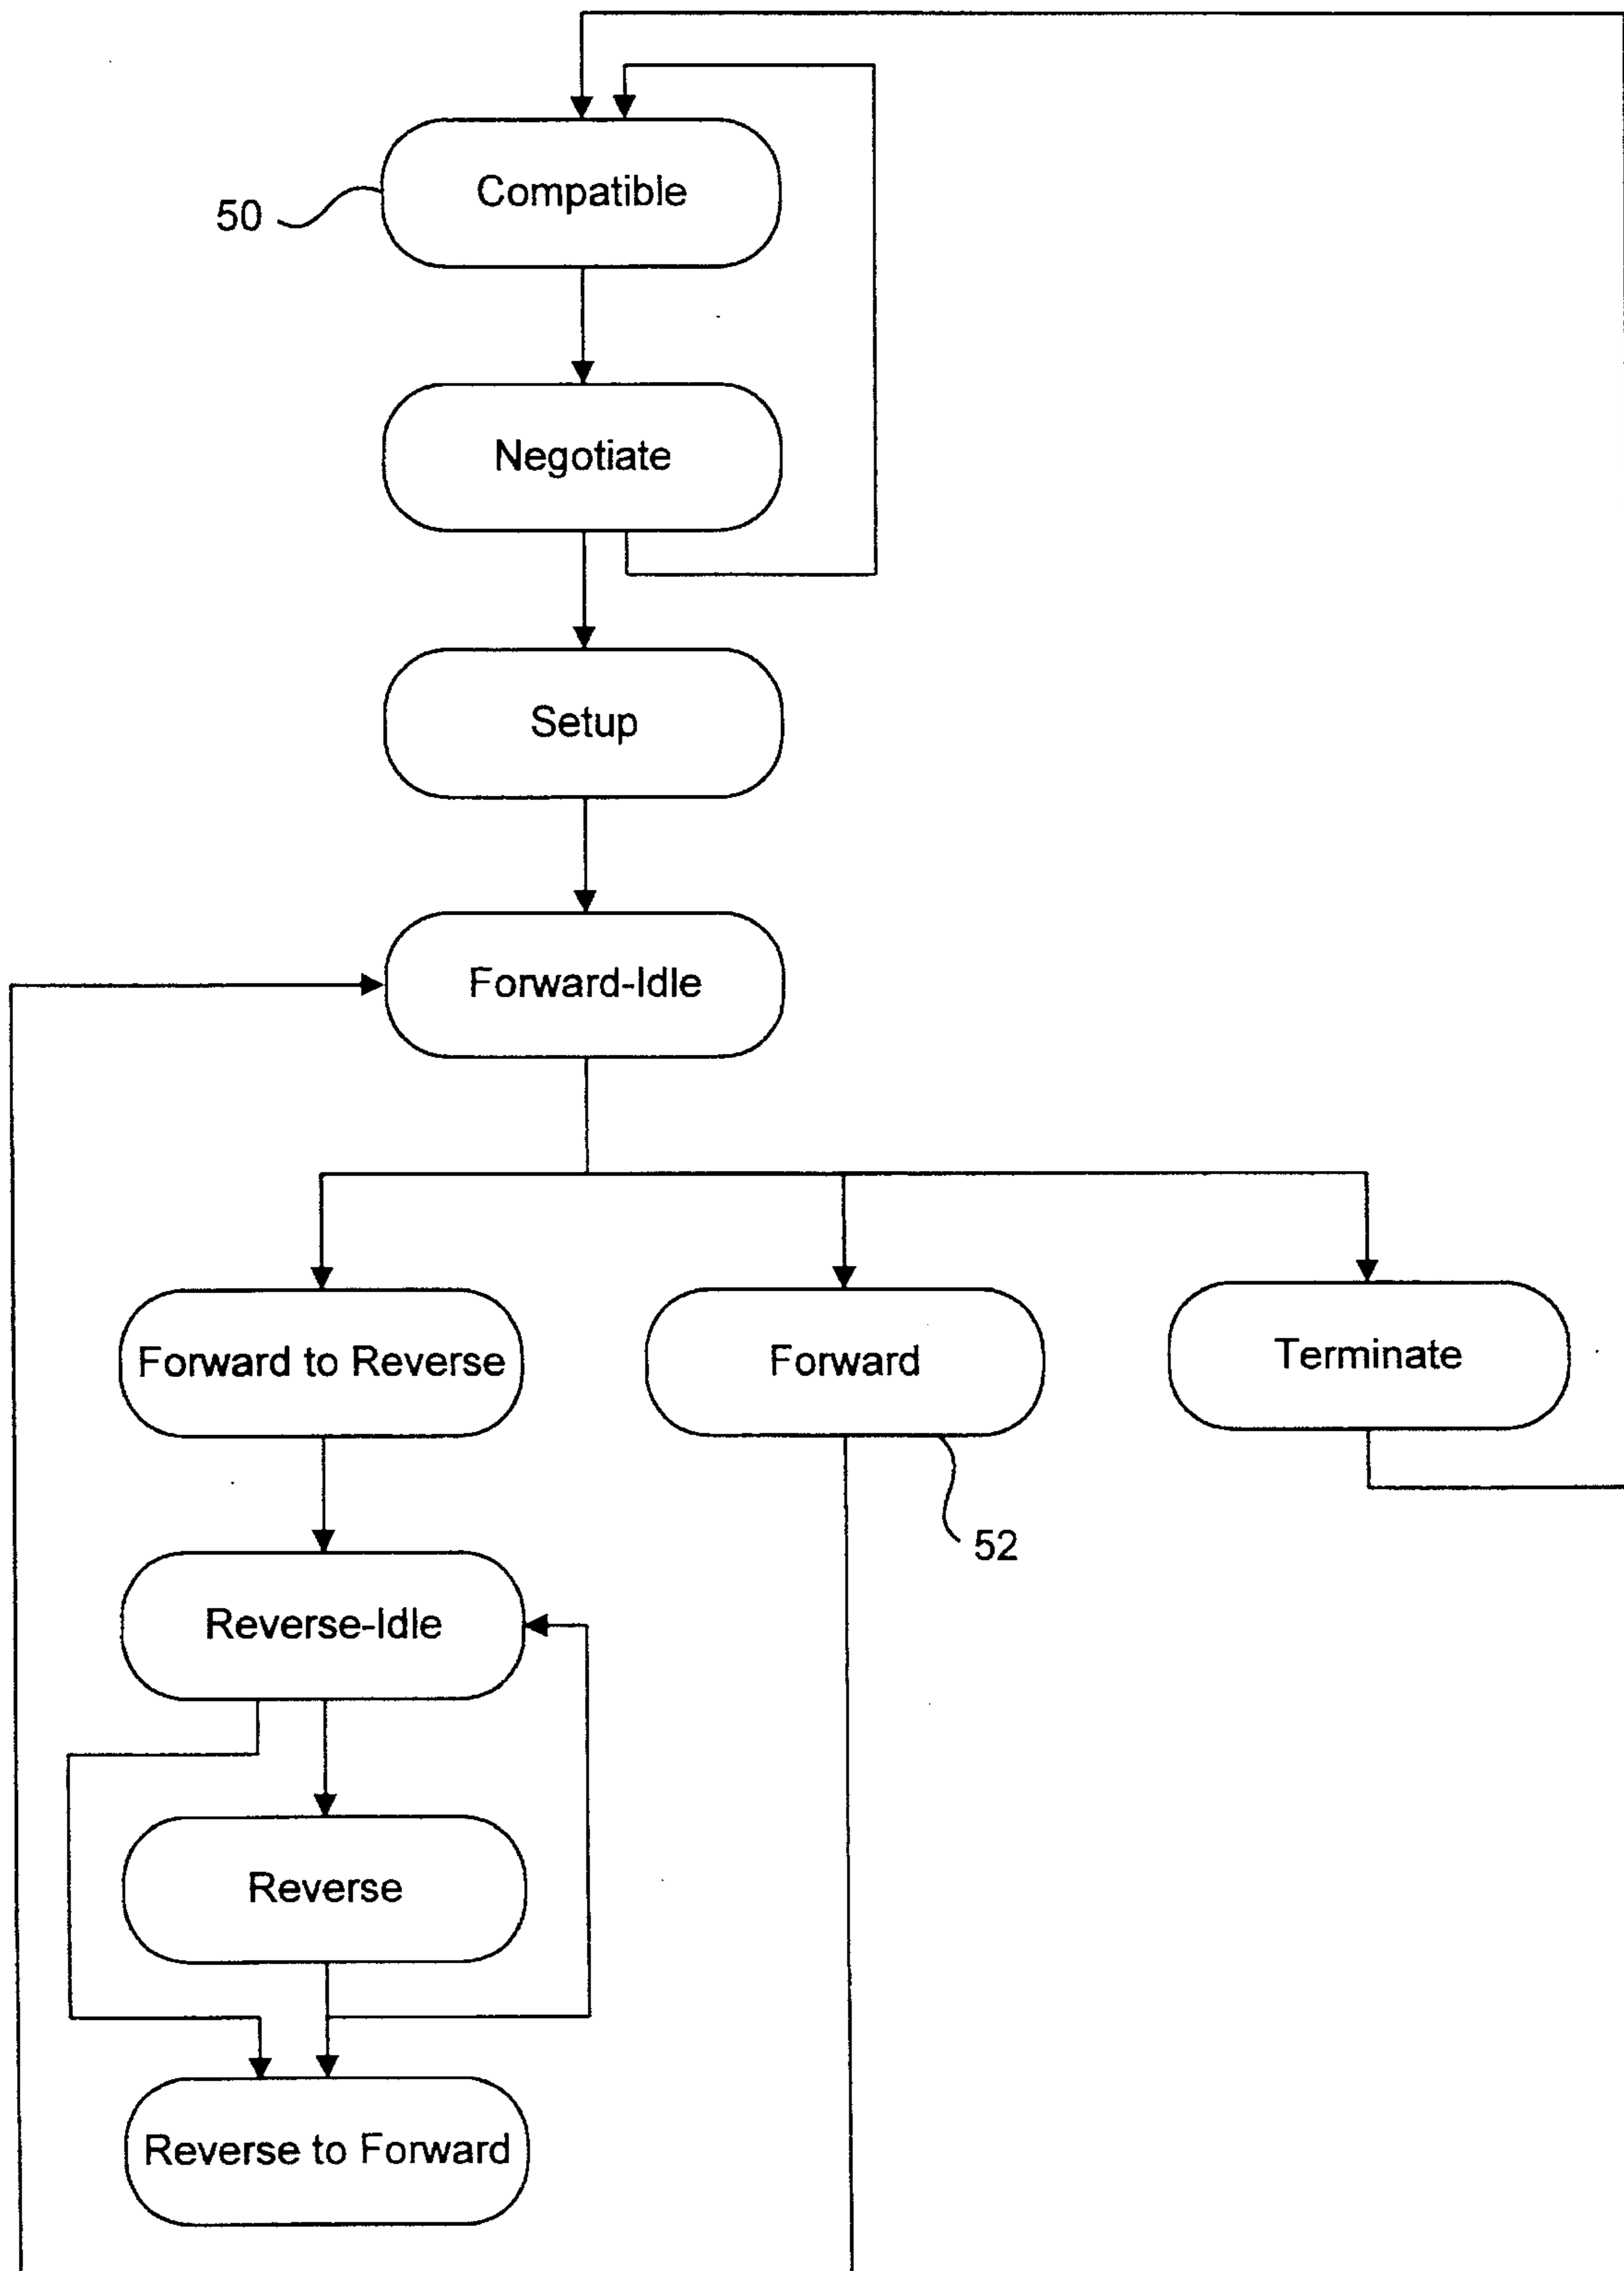 Compatible
50
Negotiate
Setup
Forward-Idle
Forward to Reverse
Forward
Terminate
52
Reverse-Idle
Reverse
Reverse to Forward